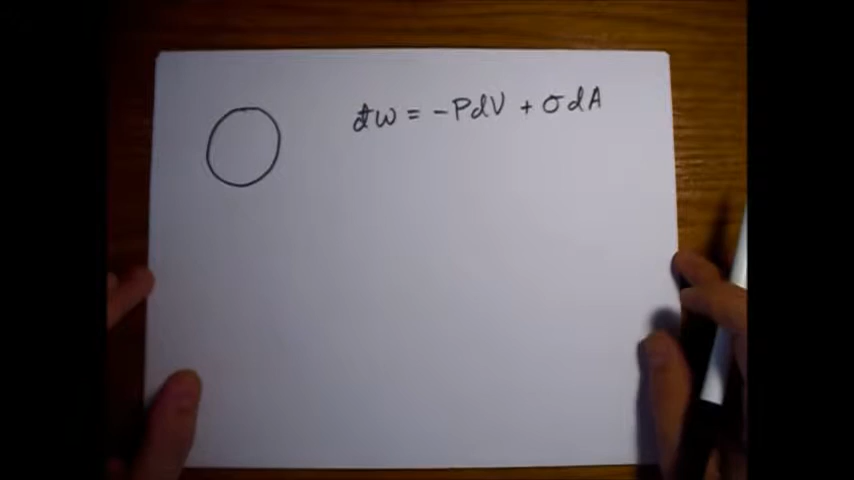 đw = -PdV + σdA